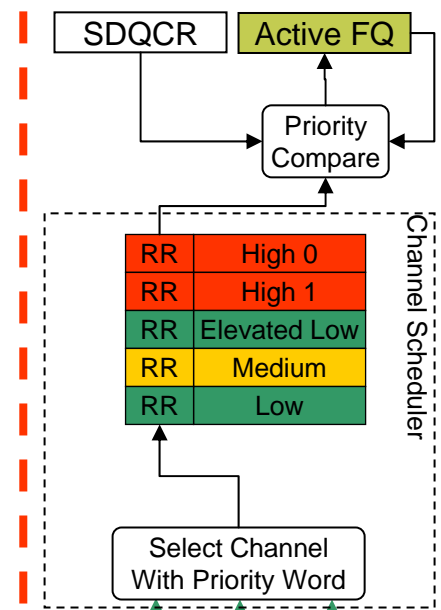 SDQCR
Active FQ
Priority
Compare
Channel Scheduler
RR High 0
RR High 1
RR Elevated Low
RR Medium
RR Low
Select Channel
With Priority Word